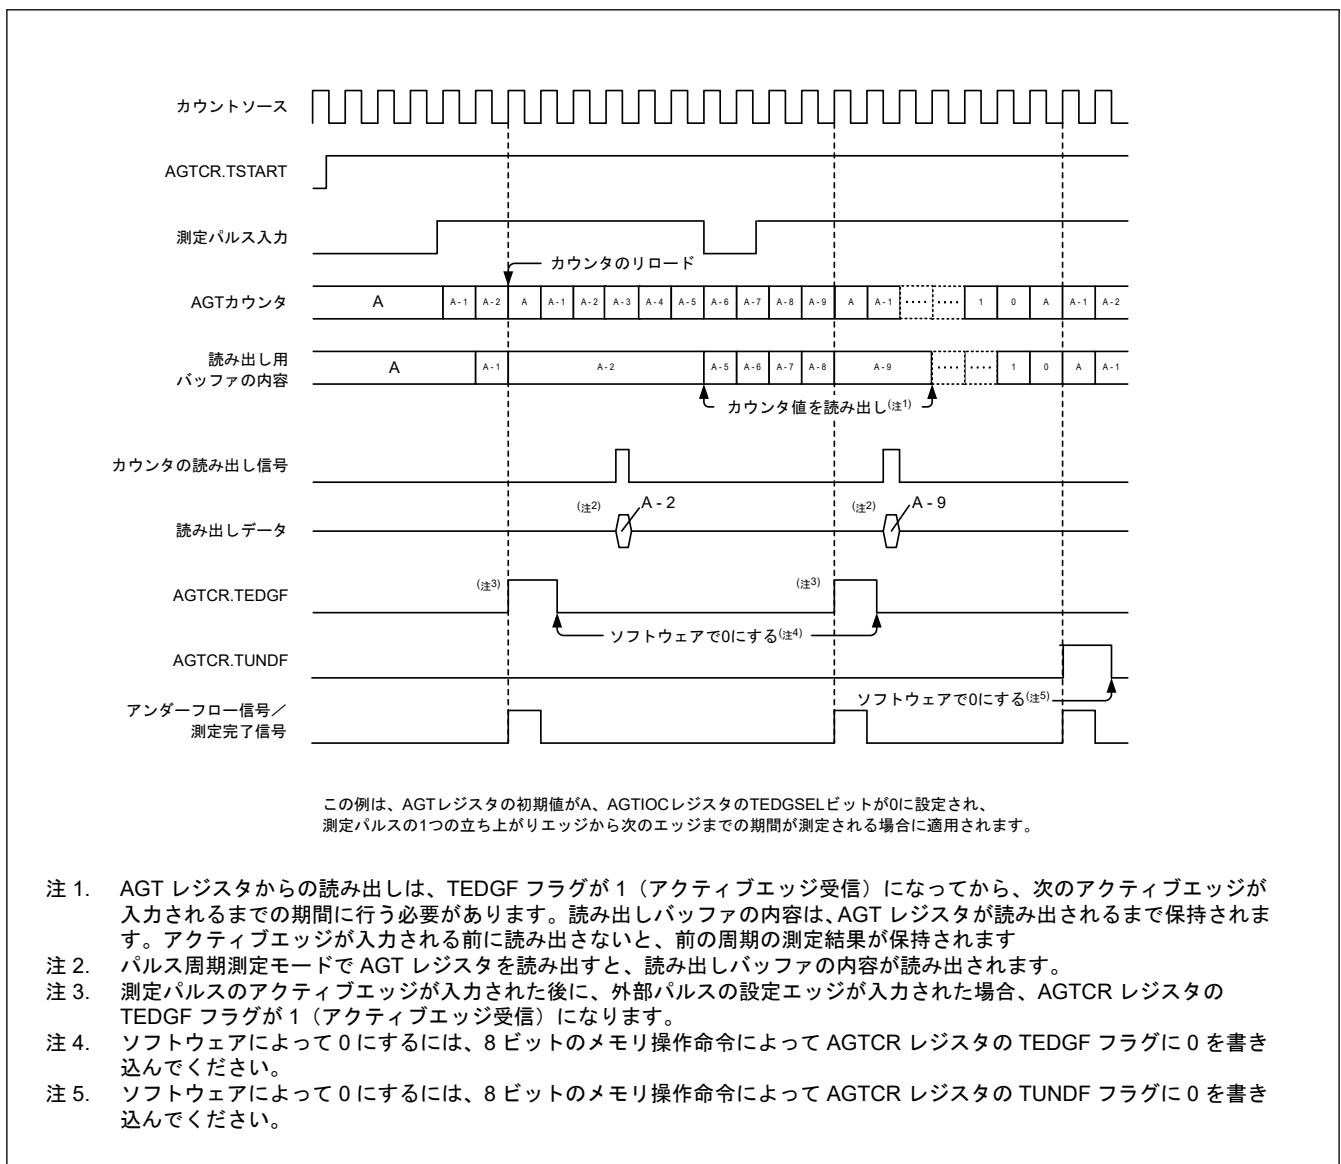 カウントソース
AGTCR.TSTART
測定パルス入力
カウンタのリロード
AGTカウンタ
A A-1 A-2 A A-1 A-2 A-3 A-4 A-5 A-6 A-7 A-8 A-9 A A-1 ···· ···· 1 0 A A-1 A-2
読み出し用
バッファの内容
A A-1 A-2 A-5 A-6 A-7 A-8 A-9 ···· ···· 1 0 A A-1
カウンタ値を読み出し(注1)
カウンタの読み出し信号
(注2) A-2 (注2) A-9
読み出しデータ
(注3) (注3)
AGTCR.TEDGF
ソフトウェアで0にする(注4)
AGTCR.TUNDF
ソフトウェアで0にする(注5)
アンダーフロー信号／
測定完了信号
この例は、AGTレジスタの初期値がA、AGTIOCレジスタのTEDGSELビットが0に設定され、
測定パルスの1つの立ち上がりエッジから次のエッジまでの期間が測定される場合に適用されます。
注 1. AGT レジスタからの読み出しは、TEDGF フラグが 1（アクティブエッジ受信）になってから、次のアクティブエッジが
入力されるまでの期間に行う必要があります。読み出しバッファの内容は、AGT レジスタが読み出されるまで保持されま
す。アクティブエッジが入力される前に読み出さないと、前の周期の測定結果が保持されます
注 2. パルス周期測定モードで AGT レジスタを読み出すと、読み出しバッファの内容が読み出されます。
注 3. 測定パルスのアクティブエッジが入力された後に、外部パルスの設定エッジが入力された場合、AGTCR レジスタの
TEDGF フラグが 1（アクティブエッジ受信）になります。
注 4. ソフトウェアによって 0 にするには、8 ビットのメモリ操作命令によって AGTCR レジスタの TEDGF フラグに 0 を書き
込んでください。
注 5. ソフトウェアによって 0 にするには、8 ビットのメモリ操作命令によって AGTCR レジスタの TUNDF フラグに 0 を書き
込んでください。